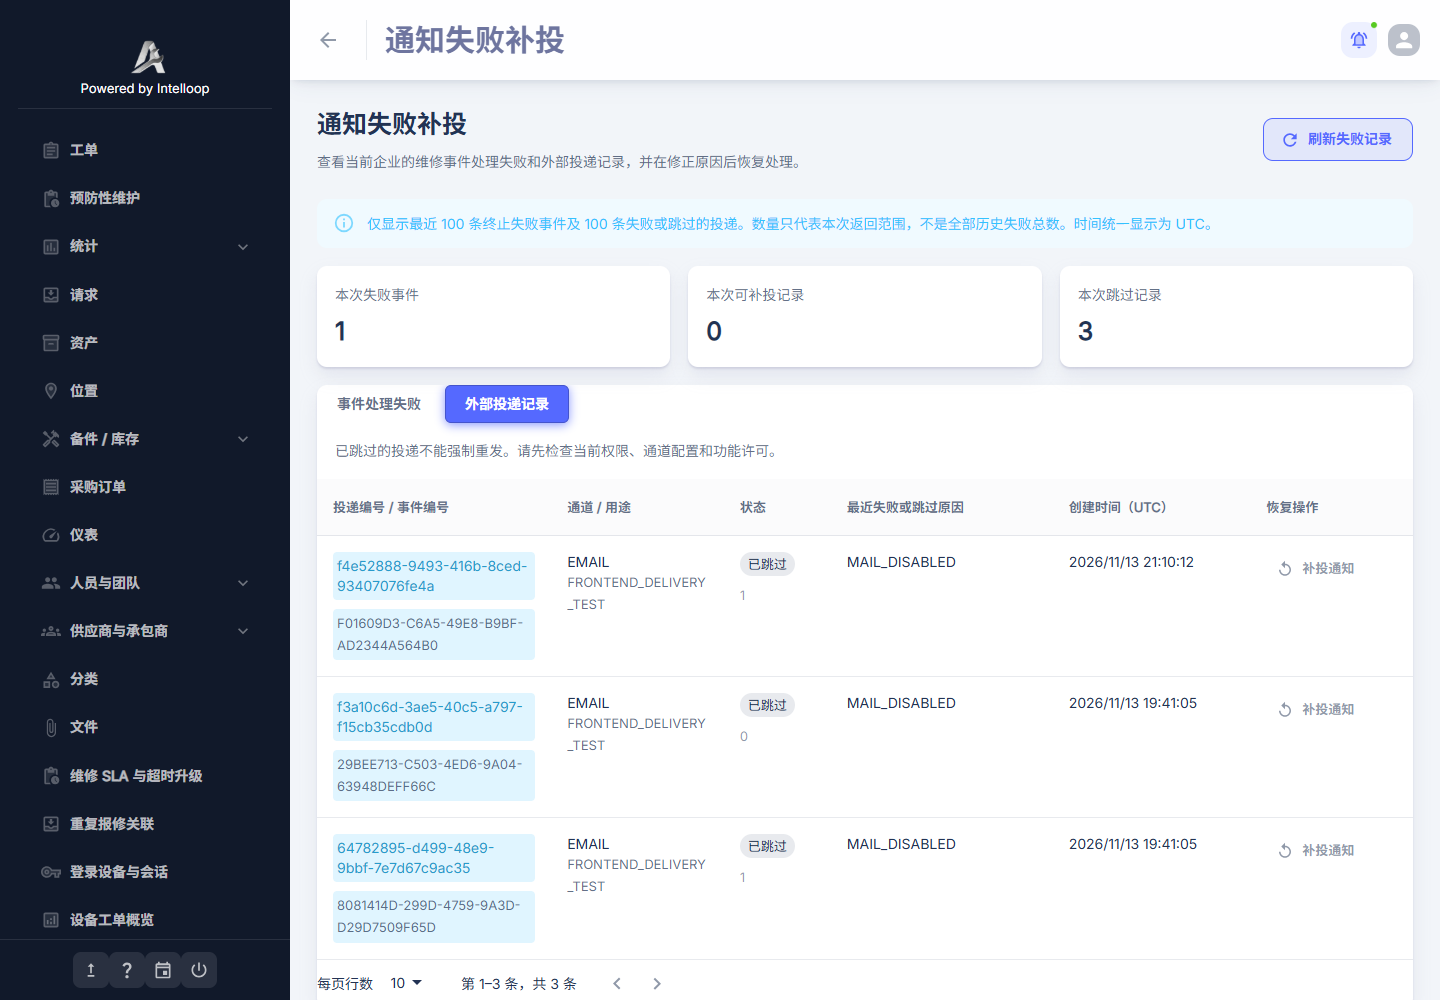 Powered by Intelloop
工单
预防性维护
统计
请求
资产
位置
备件 / 库存
采购订单
仪表
人员与团队
供应商与承包商
分类
文件
维修 SLA 与超时升级
重复报修关联
登录设备与会话
设备工单概览
通知失败补投
通知失败补投
查看当前企业的维修事件处理失败和外部投递记录，并在修正原因后恢复处理。
刷新失败记录
仅显示最近 100 条终止失败事件及 100 条失败或跳过的投递。数量只代表本次返回范围，不是全部历史失败总数。时间统一显示为 UTC。
本次失败事件
1
本次可补投记录
0
本次跳过记录
3
事件处理失败
外部投递记录
已跳过的投递不能强制重发。请先检查当前权限、通道配置和功能许可。
投递编号 / 事件编号
通道 / 用途
状态
最近失败或跳过原因
创建时间（UTC）
恢复操作
f4e52888-9493-416b-8ced-
93407076fe4a
F01609D3-C6A5-49E8-B9BF-
AD2344A564B0
EMAIL
FRONTEND_DELIVERY
_TEST
已跳过
1
MAIL_DISABLED
2026/11/13 21:10:12
补投通知
f3a10c6d-3ae5-40c5-a797-
f15cb35cdb0d
29BEE713-C503-4ED6-9A04-
63948DEFF66C
EMAIL
FRONTEND_DELIVERY
_TEST
已跳过
0
MAIL_DISABLED
2026/11/13 19:41:05
补投通知
64782895-d499-48e9-
9bbf-7e7d67c9ac35
8081414D-299D-4759-9A3D-
D29D7509F65D
EMAIL
FRONTEND_DELIVERY
_TEST
已跳过
1
MAIL_DISABLED
2026/11/13 19:41:05
补投通知
每页行数
10
第 1–3 条，共 3 条